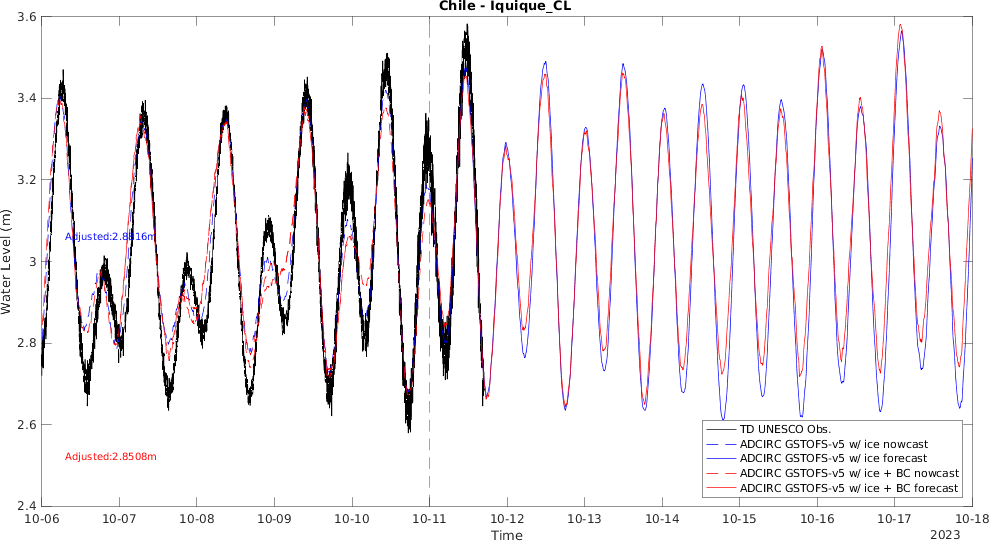 Chile - Iquique_CL
3.6
3.4
3.2
3
2.8
2.6
2.4
Water Level (m)
Adjusted:2.8816m
Adjusted:2.8508m
TD UNESCO Obs.
ADCIRC GSTOFS-v5 w/ ice nowcast
ADCIRC GSTOFS-v5 w/ ice forecast
ADCIRC GSTOFS-v5 w/ ice + BC nowcast
ADCIRC GSTOFS-v5 w/ ice + BC forecast
10-06 10-07 10-08 10-09 10-10 10-11 10-12 10-13 10-14 10-15 10-16 10-17 10-18
Time
2023